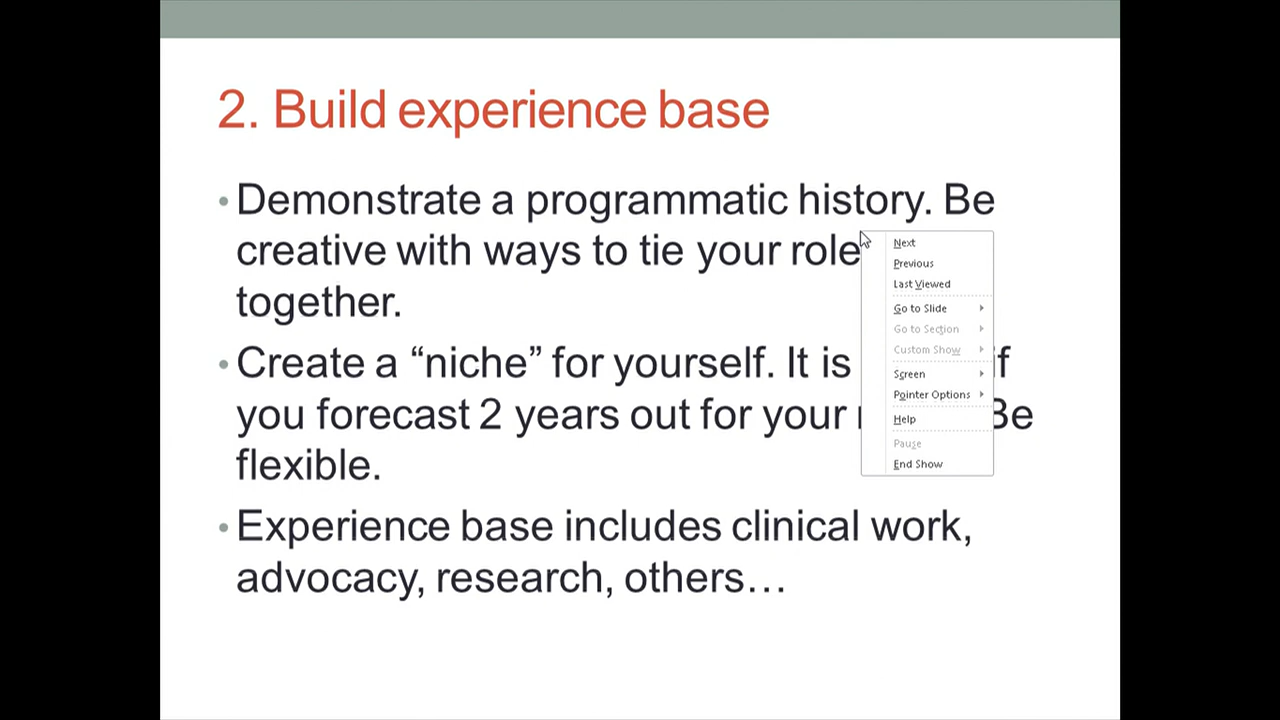 2. Build experience base
• Demonstrate a programmatic history. Be
creative with ways to tie your role
together.
• Create a “niche” for yourself. It is if
you forecast 2 years out for your Be
flexible.
• Experience base includes clinical work,
advocacy, research, others…
Next
Previous
Last Viewed
Go to Slide
Go to Section
Custom Show
Screen
Pointer Options
Help
Pause
End Show